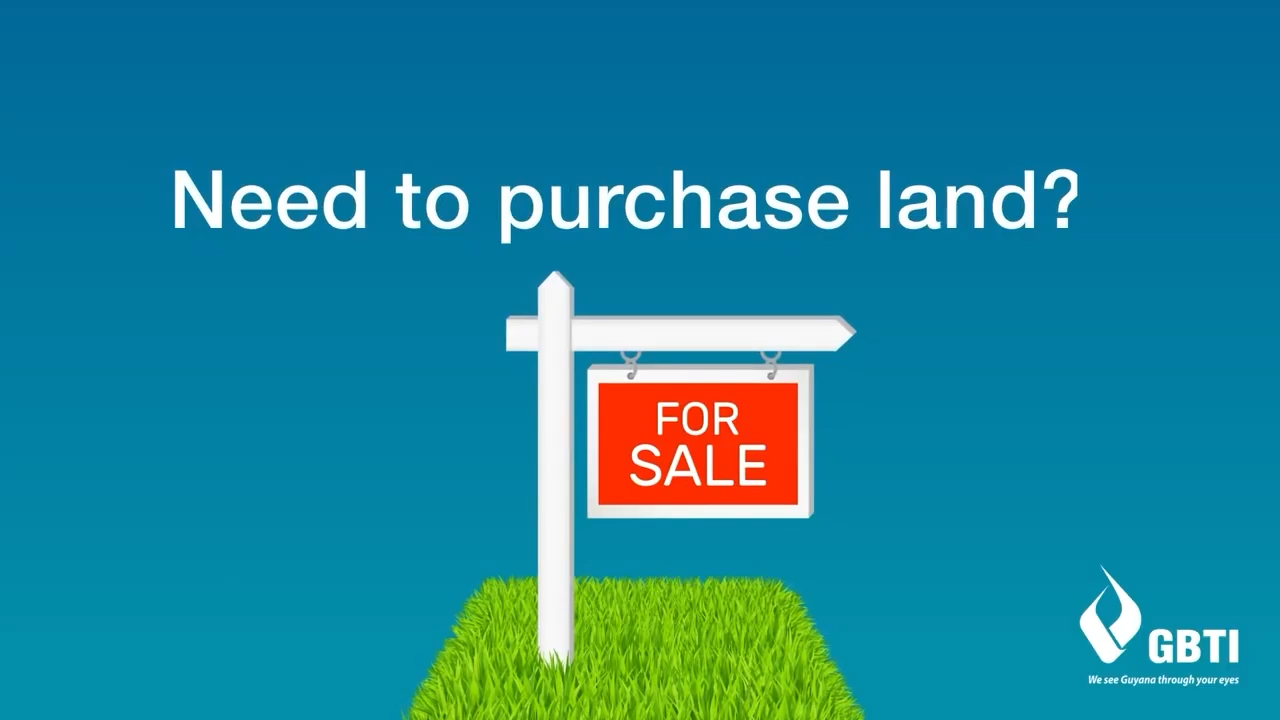 Need to purchase land?
FOR
SALE
GBTI
We see Guyana through your eyes